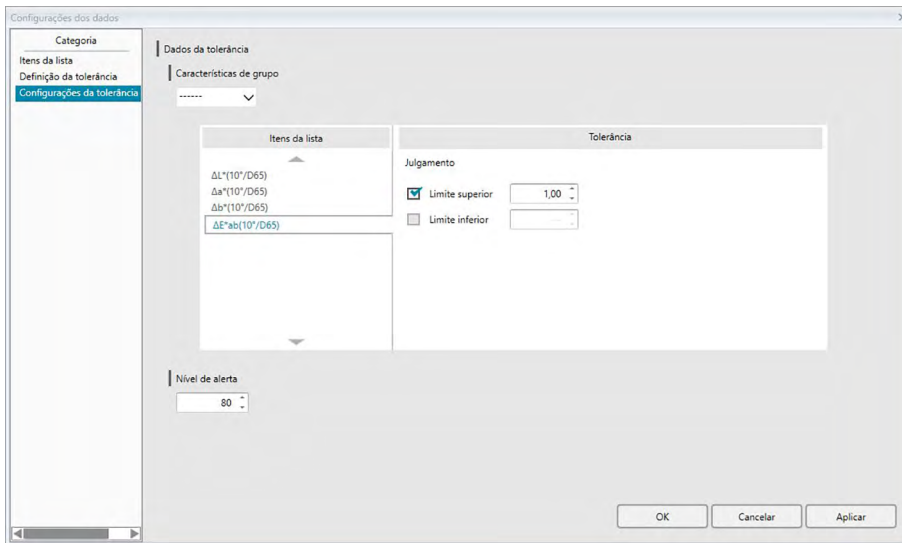 Configurações dos dados
Categoria
Itens da lista
Definição da tolerância
Configurações da tolerância
Dados da tolerância
Características de grupo
------
Itens da lista
Tolerância
ΔL*(10°/D65)
Δa*(10°/D65)
Δb*(10°/D65)
ΔE*ab(10°/D65)
Julgamento
Limite superior 1,00
Limite inferior
Nível de alerta
80
OK Cancelar Aplicar